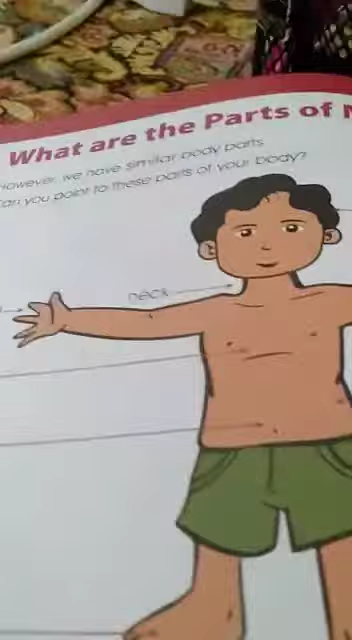 What are the Parts of
However, we have similar body parts.
Can you point to these parts of your body?
neck